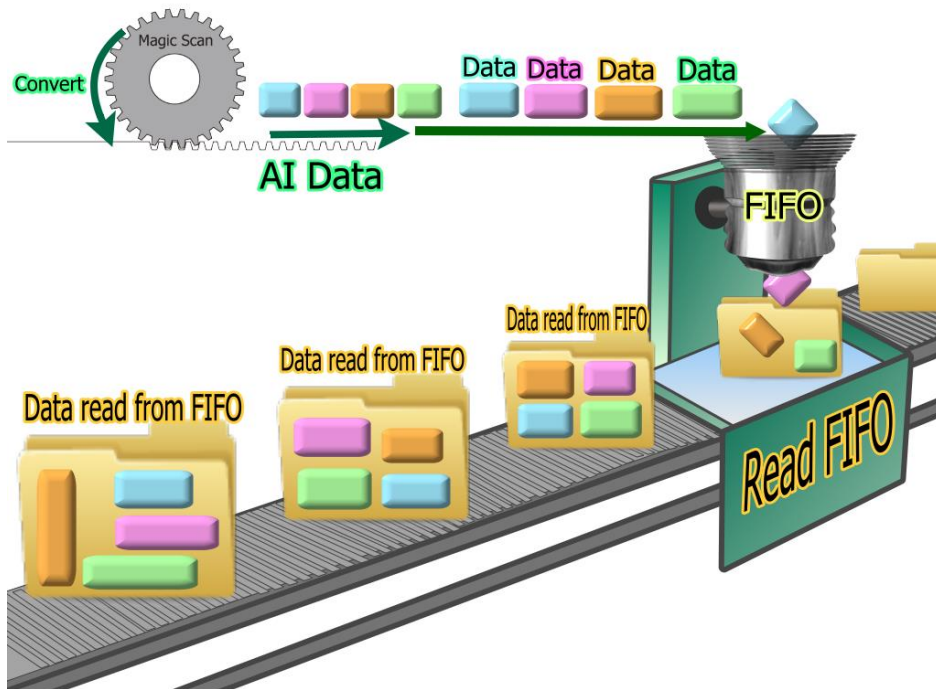 Magic Scan
Convert
Data Data Data Data
AI Data
FIFO
Data read from FIFO
Data read from FIFO
Data read from FIFO
Read FIFO